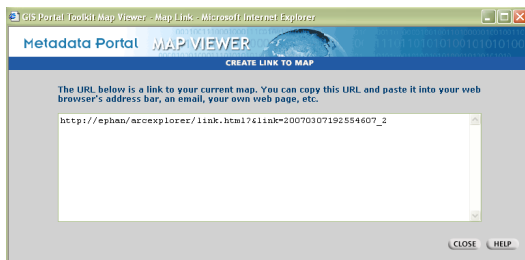 GIS Portal Toolkit Map Viewer - Map Link - Microsoft Internet Explorer
Metadata Portal MAP VIEWER
CREATE LINK TO MAP
The URL below is a link to your current map. You can copy this URL and paste it into your web
browser's address bar, an email, your own web page, etc.
http://ephan/arcexplorer/link.html?&link=20070307192554607_2
CLOSE HELP